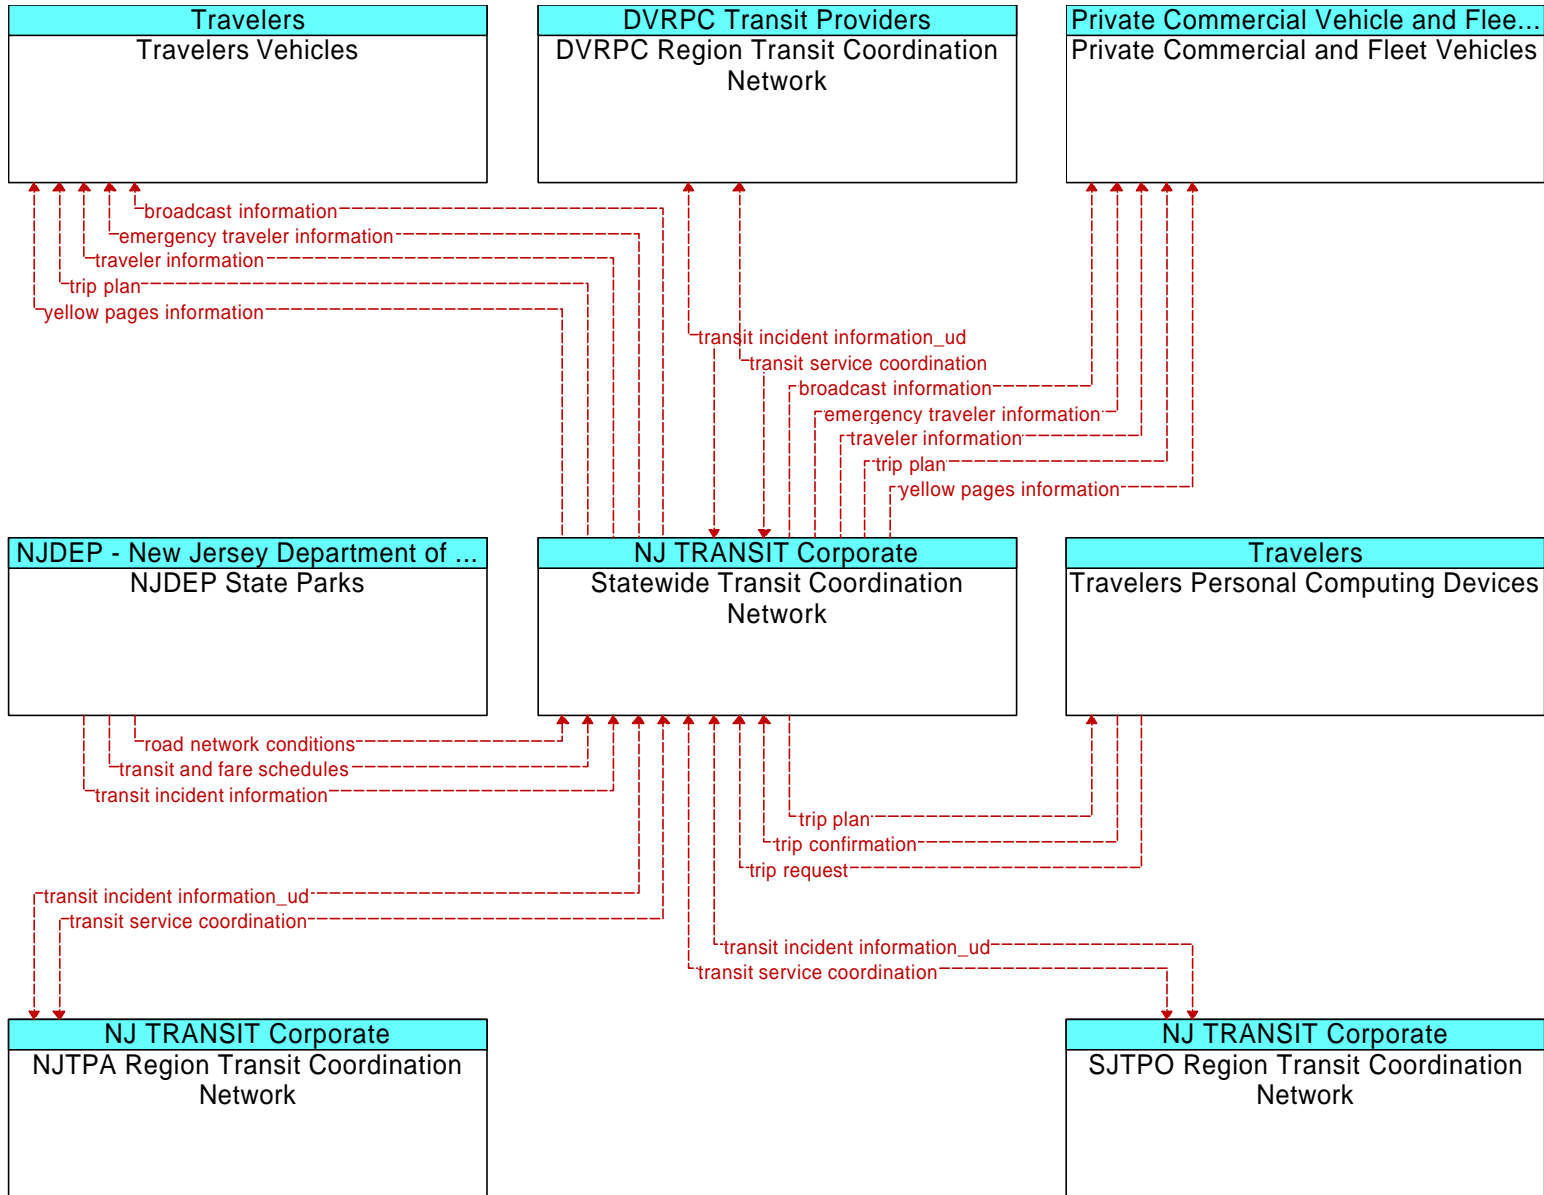 Travelers
Travelers Vehicles
DVRPC Transit Providers
DVRPC Region Transit Coordination
Network
Private Commercial Vehicle and Flee...
Private Commercial and Fleet Vehicles
broadcast information
emergency traveler information
traveler information
trip plan
yellow pages information
transit incident information_ud
transit service coordination
broadcast information
emergency traveler information
traveler information
trip plan
yellow pages information
NJDEP - New Jersey Department of ...
NJDEP State Parks
NJ TRANSIT Corporate
Statewide Transit Coordination
Network
Travelers
Travelers Personal Computing Devices
road network conditions
transit and fare schedules
transit incident information
trip plan
trip confirmation
trip request
transit incident information_ud
transit service coordination
transit incident information_ud
transit service coordination
NJ TRANSIT Corporate
NJTPA Region Transit Coordination
Network
NJ TRANSIT Corporate
SJTPO Region Transit Coordination
Network